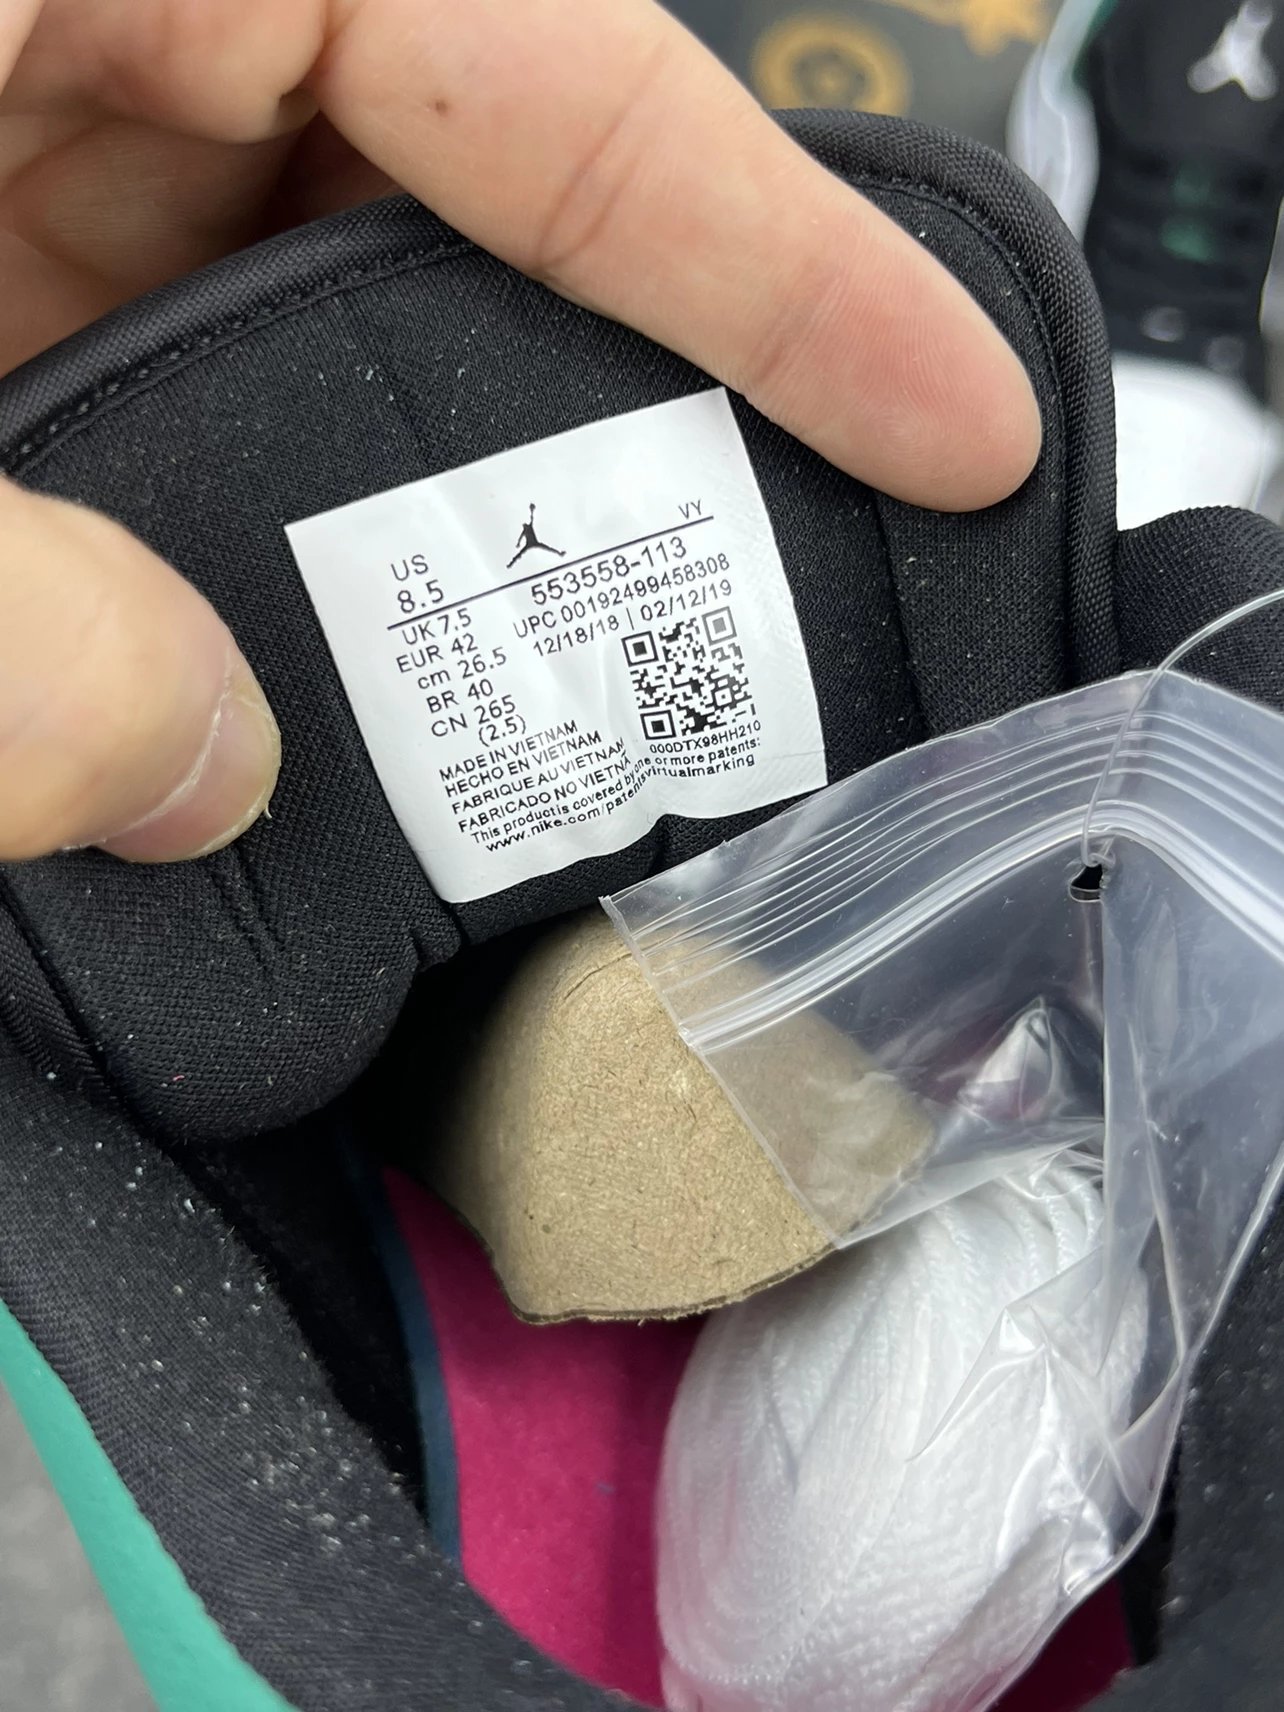 US
8.5
VY
553558-113
UPC 00192499458308
12/18/18 | 02/12/19
UK 7.5
EUR 42
cm 26.5
BR 40
CN 265
(2.5)
000DTX98HH210
MADE IN VIETNAM
HECHO EN VIETNAM
FABRIQUE AU VIETNAM
FABRICADO NO VIETNA
This product is covered by one or more patents:
www.nike.com/patentsvirtualmarking